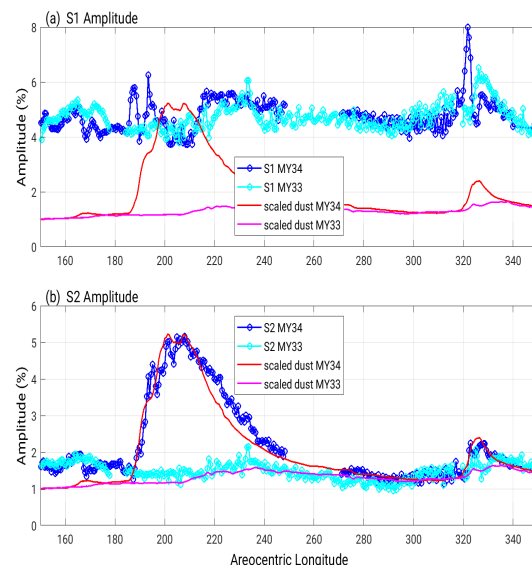 (a) S1 Amplitude
8
6
4
2
0
Amplitude (%)
S1 MY34
S1 MY33
scaled dust MY34
scaled dust MY33
160 180 200 220 240 260 280 300 320 340
(b) S2 Amplitude
6
5
4
3
2
1
0
Amplitude (%)
S2 MY34
S2 MY33
scaled dust MY34
scaled dust MY33
160 180 200 220 240 260 280 300 320 340
Areocentric Longitude